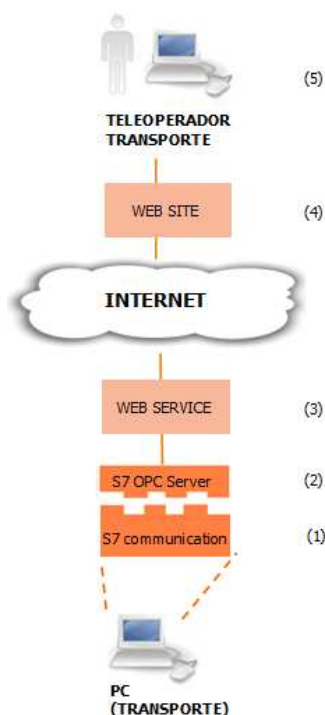 (5)
TELEOPERADOR
TRANSPORTE
WEB SITE
(4)
INTERNET
WEB SERVICE
(3)
S7 OPC Server
(2)
S7 communication
(1)
PC
(TRANSPORTE)